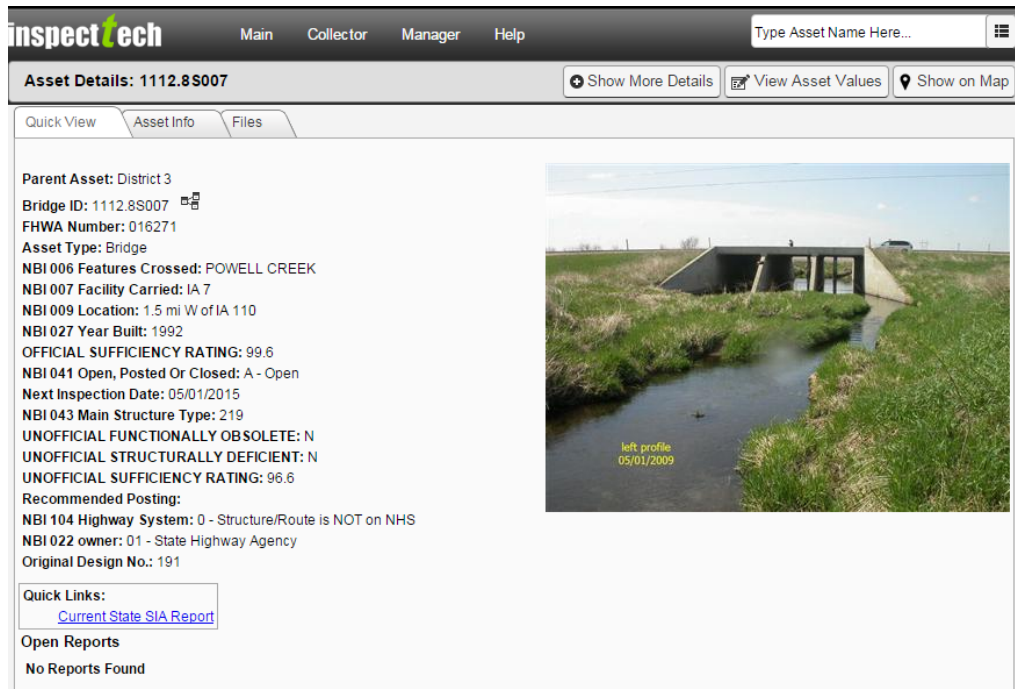 inspecttech
Main Collector Manager Help
Type Asset Name Here...
Asset Details: 1112.8S007
Show More Details View Asset Values Show on Map
Quick View Asset Info Files
Parent Asset: District 3
Bridge ID: 1112.8S007
FHWA Number: 016271
Asset Type: Bridge
NBI 006 Features Crossed: POWELL CREEK
NBI 007 Facility Carried: IA 7
NBI 009 Location: 1.5 mi W of IA 110
NBI 027 Year Built: 1992
OFFICIAL SUFFICIENCY RATING: 99.6
NBI 041 Open, Posted Or Closed: A - Open
Next Inspection Date: 05/01/2015
NBI 043 Main Structure Type: 219
UNOFFICIAL FUNCTIONALLY OBSOLETE: N
UNOFFICIAL STRUCTURALLY DEFICIENT: N
UNOFFICIAL SUFFICIENCY RATING: 96.6
Recommended Posting:
NBI 104 Highway System: 0 - Structure/Route is NOT on NHS
NBI 022 owner: 01 - State Highway Agency
Original Design No.: 191
Quick Links:
Current State SIA Report
Open Reports
No Reports Found
left profile
05/01/2009